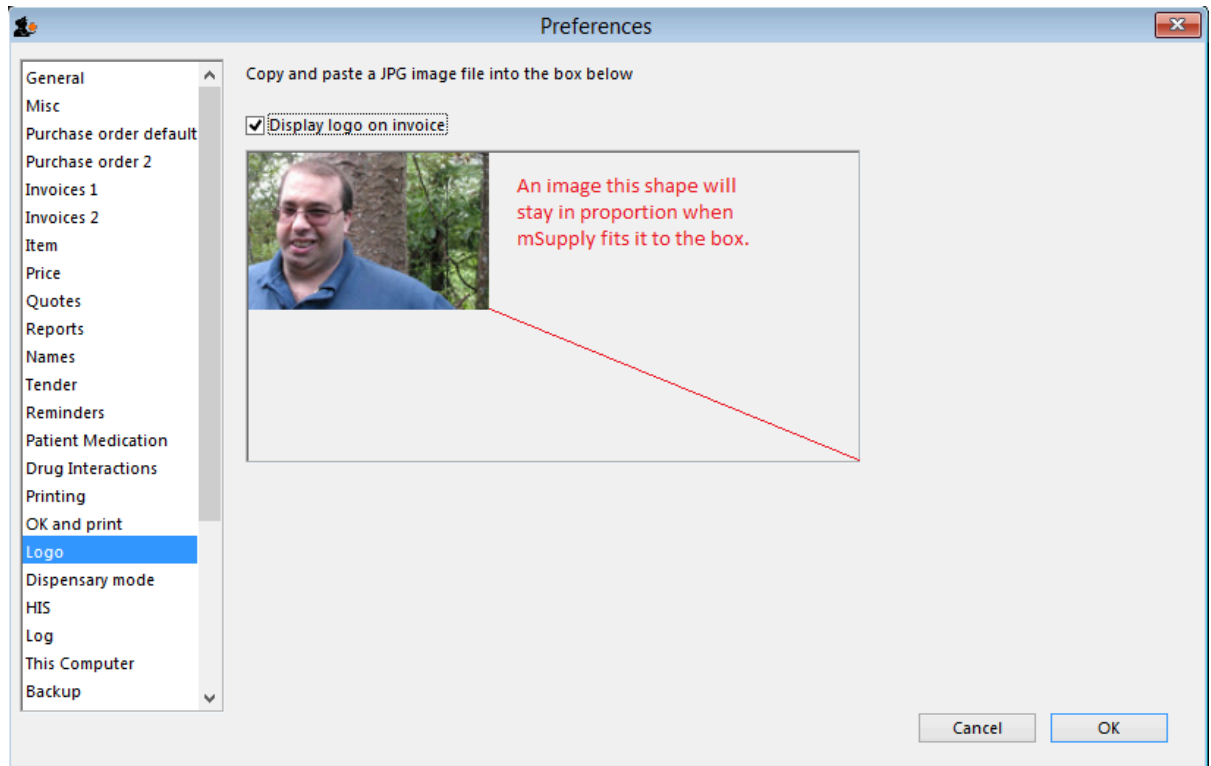 Preferences
General
Misc
Purchase order default
Purchase order 2
Invoices 1
Invoices 2
Item
Price
Quotes
Reports
Names
Tender
Reminders
Patient Medication
Drug Interactions
Printing
OK and print
Logo
Dispensary mode
HIS
Log
This Computer
Backup
Copy and paste a JPG image file into the box below
Display logo on invoice
An image this shape will
stay in proportion when
mSupply fits it to the box.
Cancel
OK